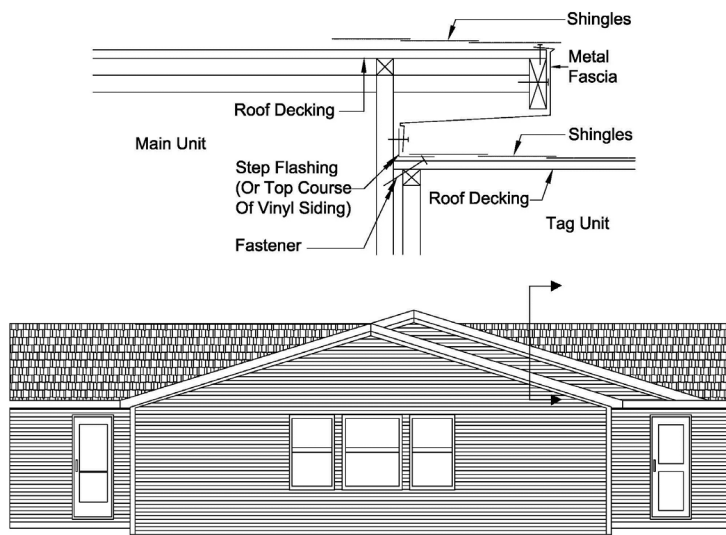 Shingles
Metal
Fascia
Roof Decking
Main Unit
Shingles
Step Flashing
(Or Top Course
Of Vinyl Siding)
Roof Decking
Tag Unit
Fastener